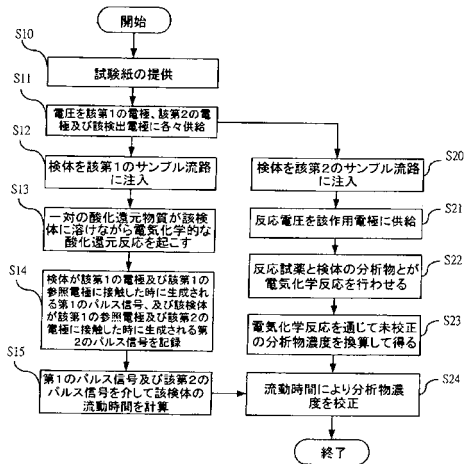 開始
S10
試験紙の提供
S11
電圧を該第1の電極、該第2の電
極及び該検出電極に各々供給
S12
検体を該第1のサンプル流路
に注入
S13
一対の酸化還元物質が該検
体に溶けながら電気化学的な
酸化還元反応を起こす
S14
検体が該第1の電極及び該第1の
参照電極に接触した時に生成され
る第1のパルス信号、及び該検体
が該第1の参照電極及び該第2の
電極に接触した時に生成される第
2のパルス信号を記録
S15
第1のパルス信号及び該第2の
パルス信号を介して該検体の
流動時間を計算
S20
検体を該第2のサンプル流路
に注入
S21
反応電圧を該作用電極に供給
S22
反応試薬と検体の分析物とが
電気化学反応を行わせる
S23
電気化学反応を通じて未校正
の分析物濃度を換算して得る
S24
流動時間により分析物濃
度を校正
終了